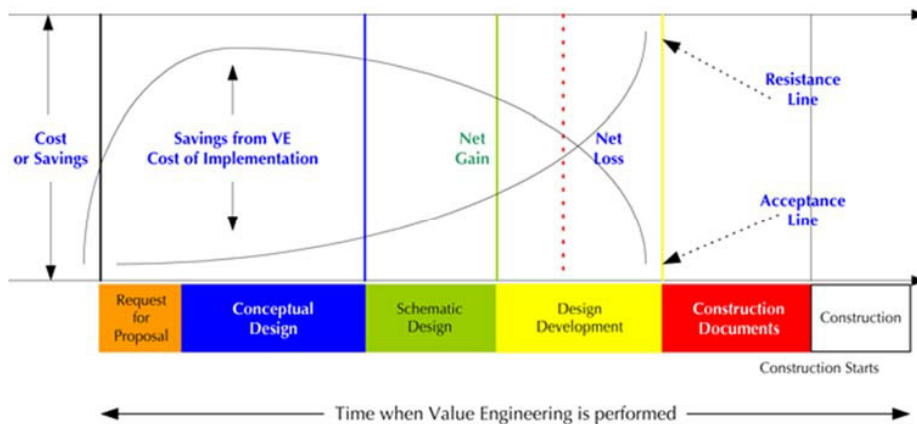 Cost
or Savings
Savings from VE
Cost of Implementation
Net
Gain
Net
Loss
Resistance
Line
Acceptance
Line
Request
for
Proposal
Conceptual
Design
Schematic
Design
Design
Development
Construction
Documents
Construction
Construction Starts
Time when Value Engineering is performed